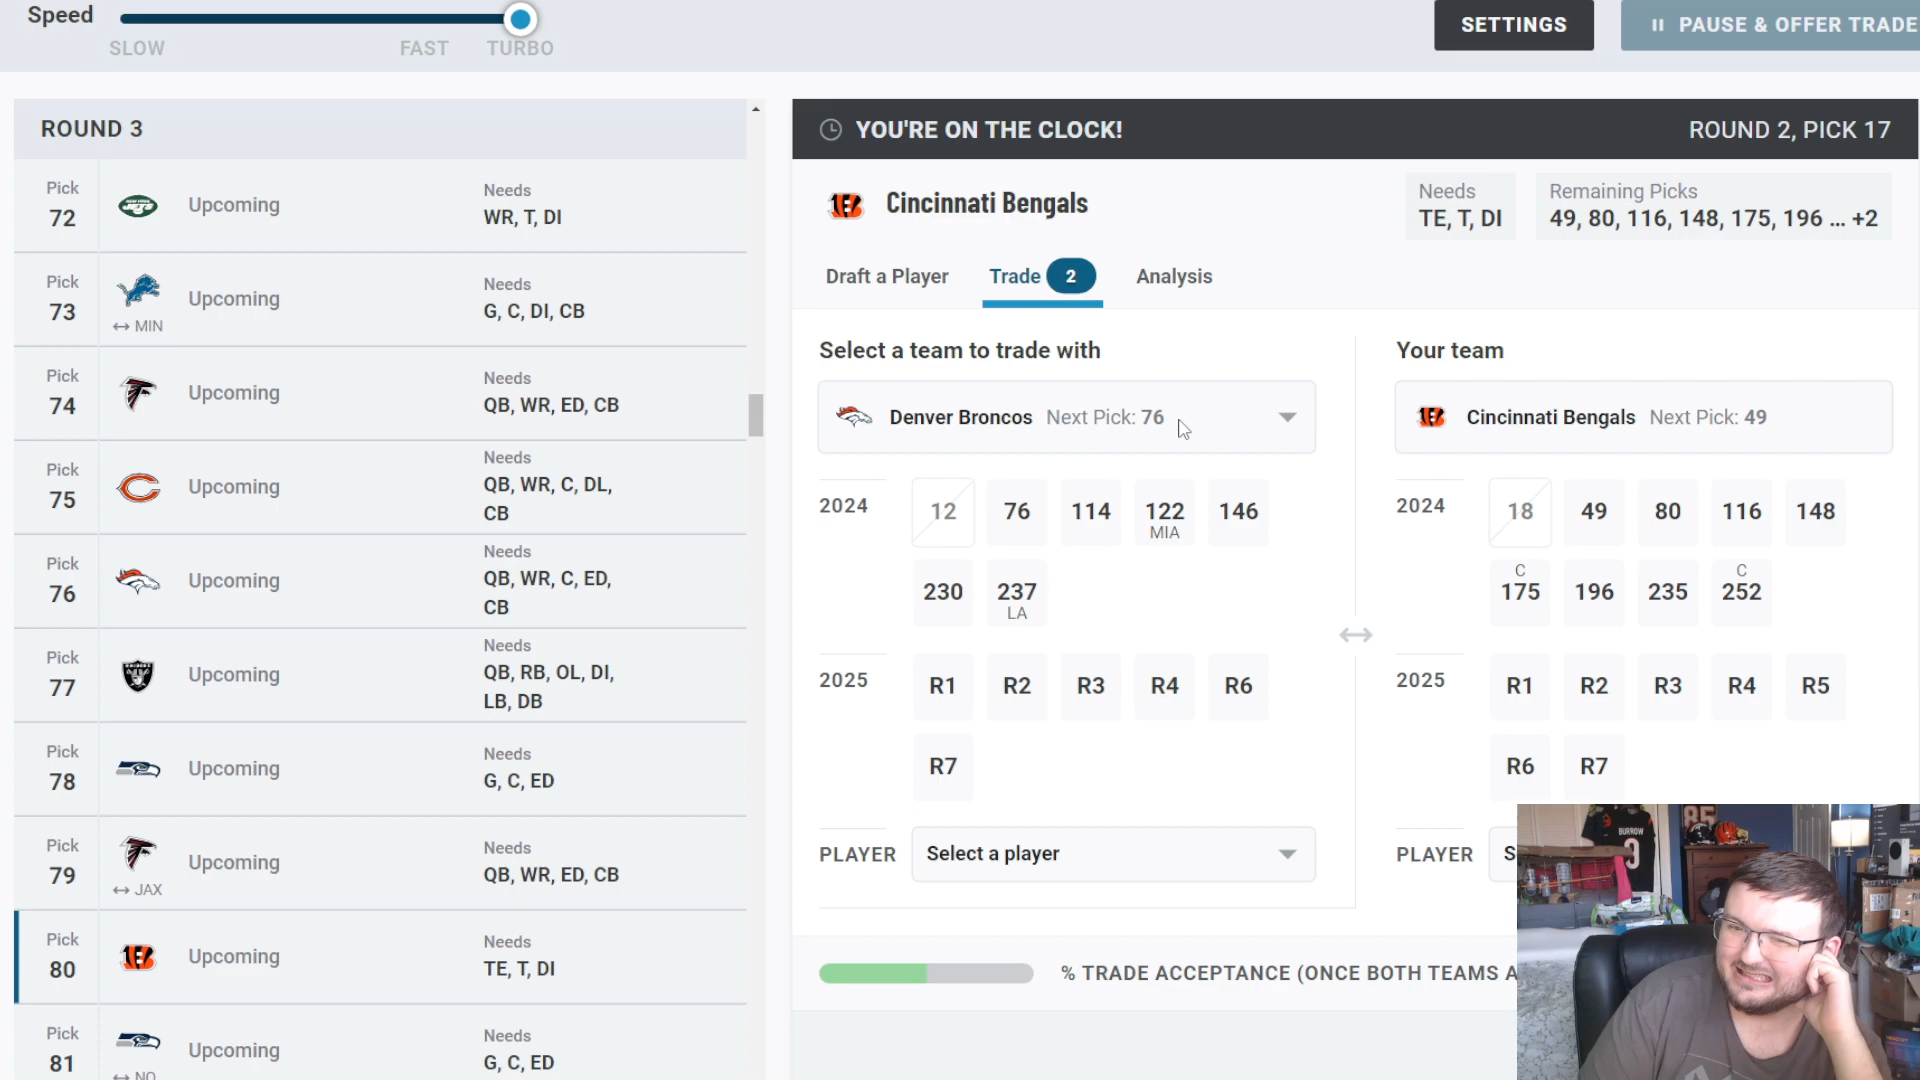 Speed
SLOW FAST TURBO
SETTINGS
PAUSE & OFFER TRADE
ROUND 3
Pick 72 Upcoming Needs WR, T, DI
Pick 73 MIN Upcoming Needs G, C, DI, CB
Pick 74 Upcoming Needs QB, WR, ED, CB
Pick 75 Upcoming Needs QB, WR, C, DL, CB
Pick 76 Upcoming Needs QB, WR, C, ED, CB
Pick 77 Upcoming Needs QB, RB, OL, DI, LB, DB
Pick 78 Upcoming Needs G, C, ED
Pick 79 JAX Upcoming Needs QB, WR, ED, CB
Pick 80 Upcoming Needs TE, T, DI
Pick 81 NO Upcoming Needs G, C, ED
YOU'RE ON THE CLOCK!
ROUND 2, PICK 17
Cincinnati Bengals
Needs
TE, T, DI
Remaining Picks
49, 80, 116, 148, 175, 196 ... +2
Draft a Player Trade 2 Analysis
Select a team to trade with
Denver Broncos Next Pick: 76
2024 12 76 114 122 MIA 146
230 237 LA
2025 R1 R2 R3 R4 R6
R7
PLAYER Select a player
Your team
Cincinnati Bengals Next Pick: 49
2024 18 49 80 116 148
C 175 196 235 C 252
2025 R1 R2 R3 R4 R5
R6 R7
PLAYER S
% TRADE ACCEPTANCE (ONCE BOTH TEAMS A
BURROW
9
85